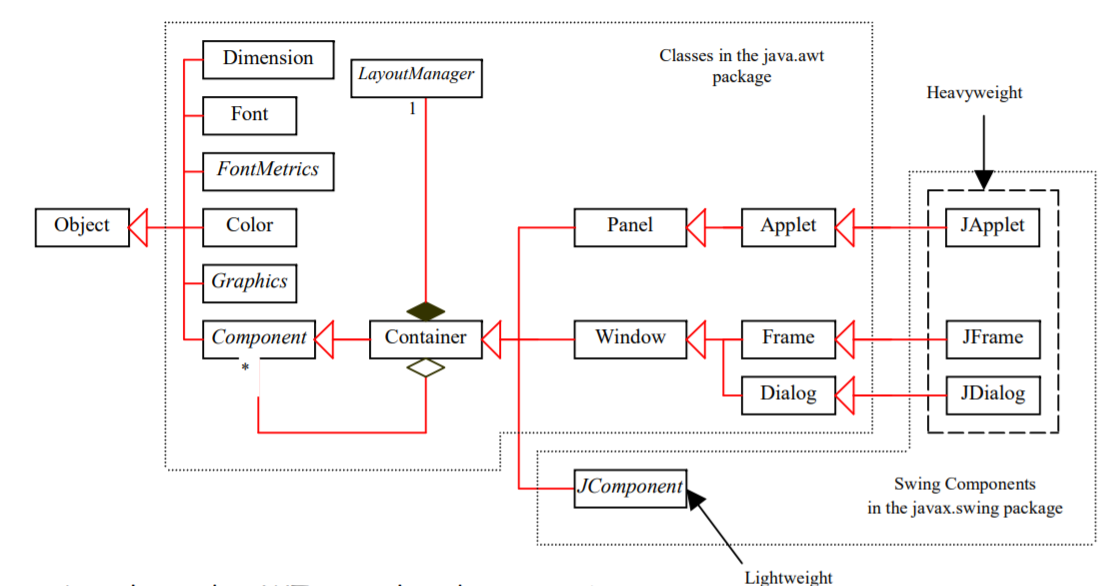 Dimension
LayoutManager
1
Classes in the java.awt
package
Heavyweight
Font
FontMetrics
Object
Color
Panel
Applet
JApplet
Graphics
Component
*
Container
Window
Frame
JFrame
Dialog
JDialog
JComponent
Swing Components
in the javax.swing package
Lightweight